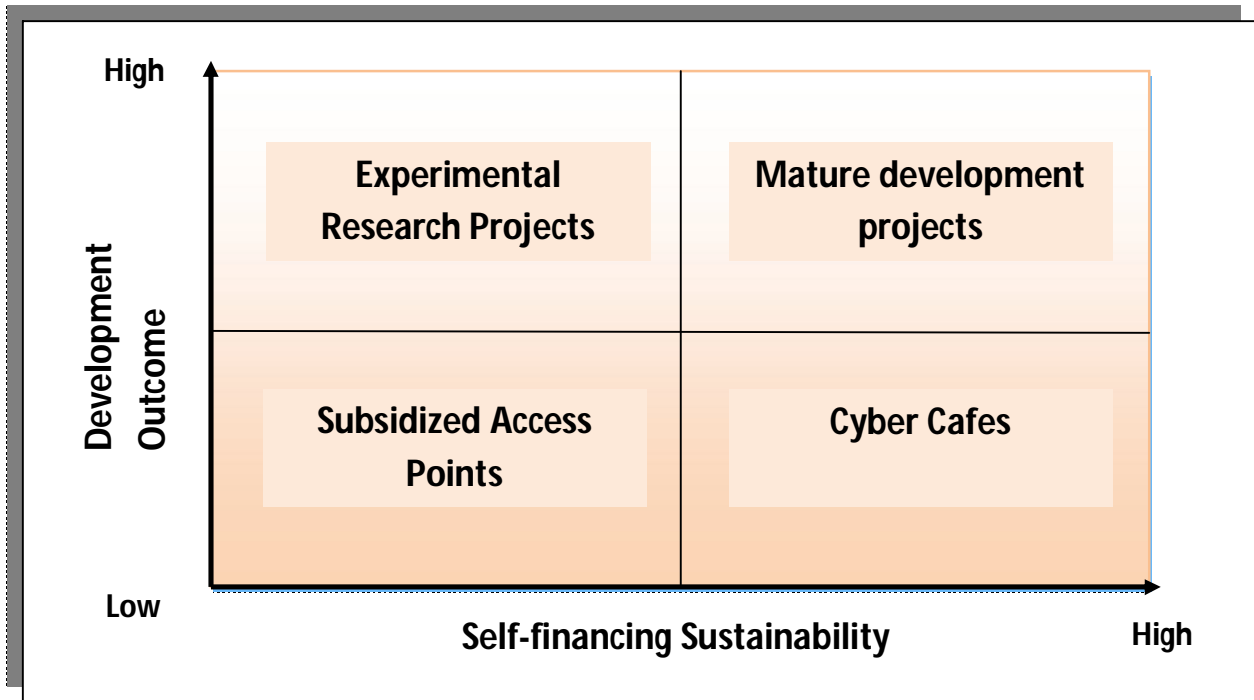 High
Experimental
Research Projects
Mature development
projects
Development
Outcome
Subsidized Access
Points
Cyber Cafes
Low
Self-financing Sustainability
High